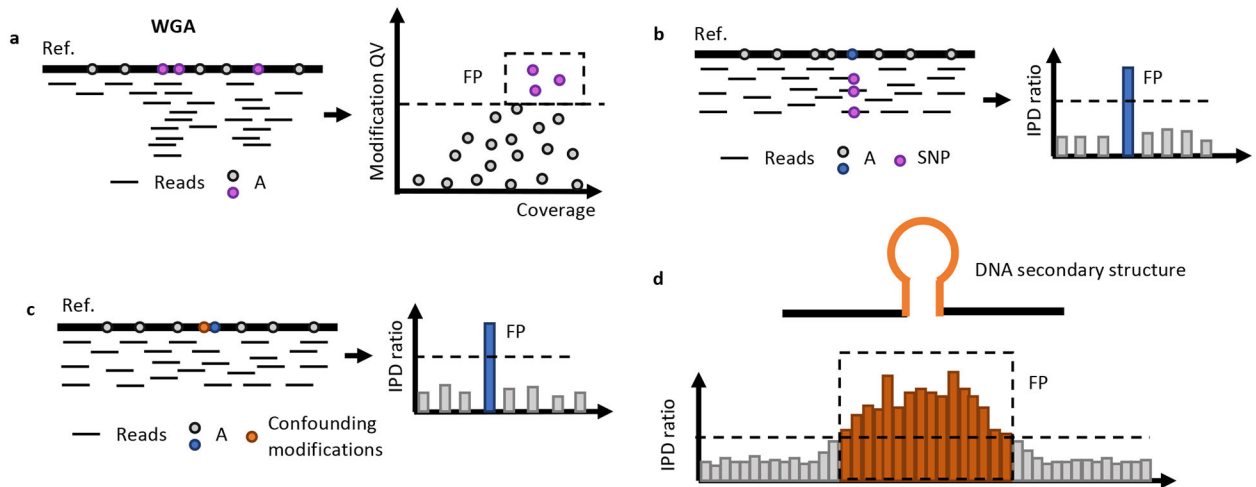 a
WGA
Ref.
Reads
A
Modification QV
FP
Coverage
b
Ref.
Reads
A
SNP
IPD ratio
FP
c
Ref.
Reads
A
Confounding
modifications
IPD ratio
FP
d
DNA secondary structure
IPD ratio
FP